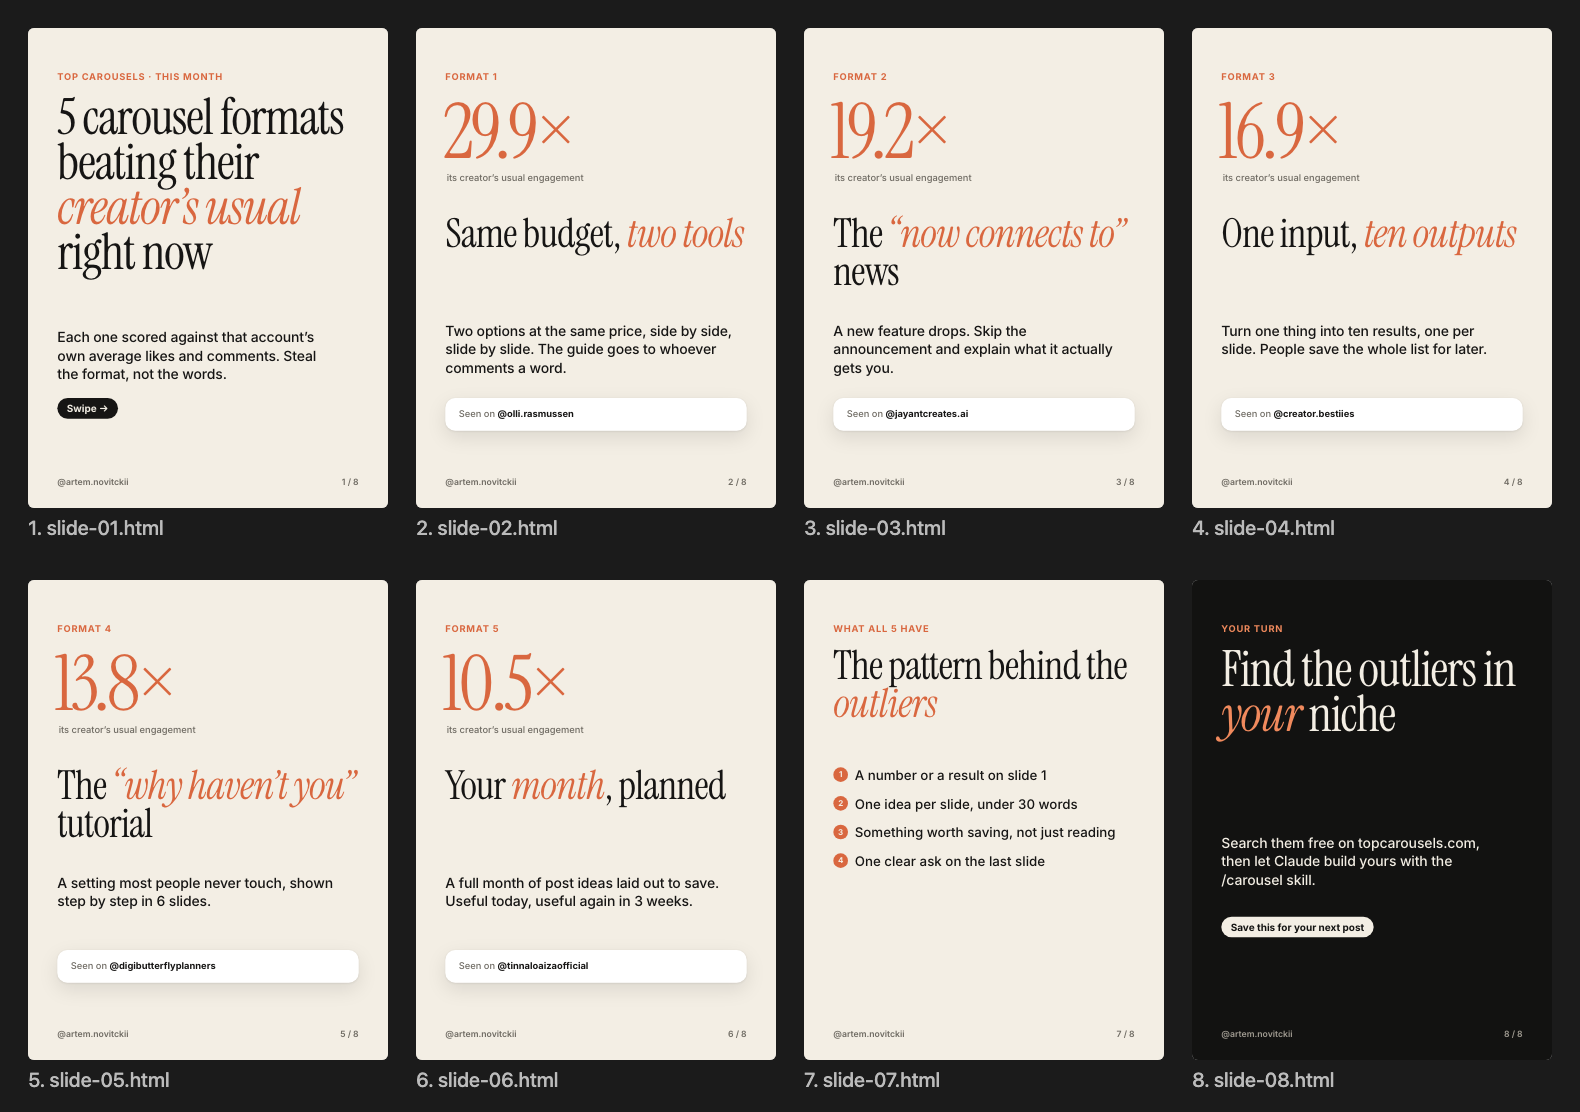 TOP CAROUSELS · THIS MONTH
5 carousel formats
beating their
creator’s usual
right now
Each one scored against that account’s
own average likes and comments. Steal
the format, not the words.
Swipe →
@artem.novitckii
1 / 8
1. slide-01.html
FORMAT 1
29.9×
its creator’s usual engagement
Same budget, two tools
Two options at the same price, side by side,
slide by slide. The guide goes to whoever
comments a word.
Seen on @olli.rasmussen
@artem.novitckii
2 / 8
2. slide-02.html
FORMAT 2
19.2×
its creator’s usual engagement
The “now connects to”
news
A new feature drops. Skip the
announcement and explain what it actually
gets you.
Seen on @jayantcreates.ai
@artem.novitckii
3 / 8
3. slide-03.html
FORMAT 3
16.9×
its creator’s usual engagement
One input, ten outputs
Turn one thing into ten results, one per
slide. People save the whole list for later.
Seen on @creator.bestiies
@artem.novitckii
4 / 8
4. slide-04.html
FORMAT 4
13.8×
its creator’s usual engagement
The “why haven’t you”
tutorial
A setting most people never touch, shown
step by step in 6 slides.
Seen on @digibutterflyplanners
@artem.novitckii
5 / 8
5. slide-05.html
FORMAT 5
10.5×
its creator’s usual engagement
Your month, planned
A full month of post ideas laid out to save.
Useful today, useful again in 3 weeks.
Seen on @tinnaloaizaofficial
@artem.novitckii
6 / 8
6. slide-06.html
WHAT ALL 5 HAVE
The pattern behind the
outliers
1 A number or a result on slide 1
2 One idea per slide, under 30 words
3 Something worth saving, not just reading
4 One clear ask on the last slide
@artem.novitckii
7 / 8
7. slide-07.html
YOUR TURN
Find the outliers in
your niche
Search them free on topcarousels.com,
then let Claude build yours with the
/carousel skill.
Save this for your next post
@artem.novitckii
8 / 8
8. slide-08.html